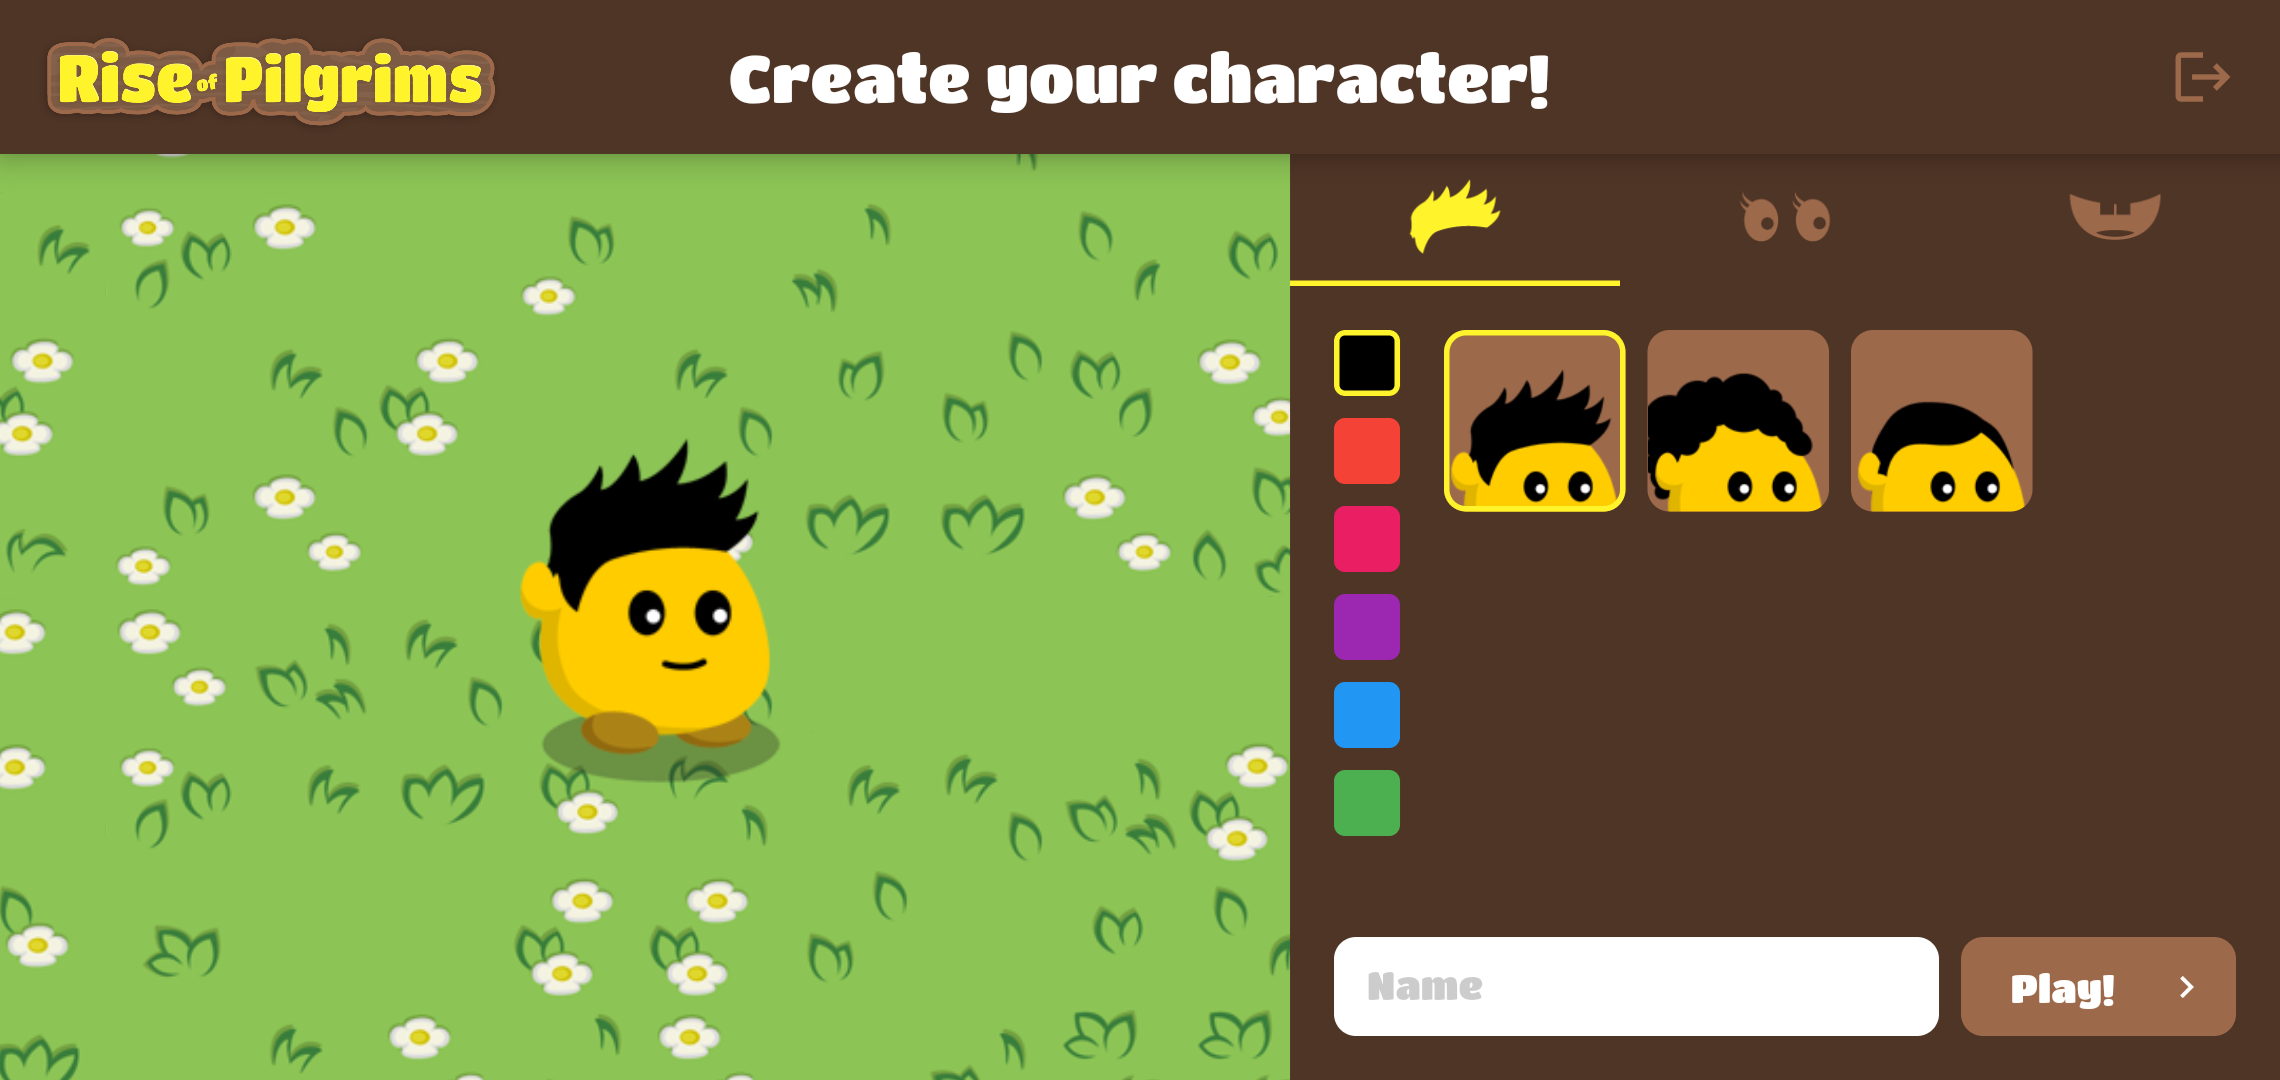 Rise of Pilgrims
Create your character!
Name
Play!